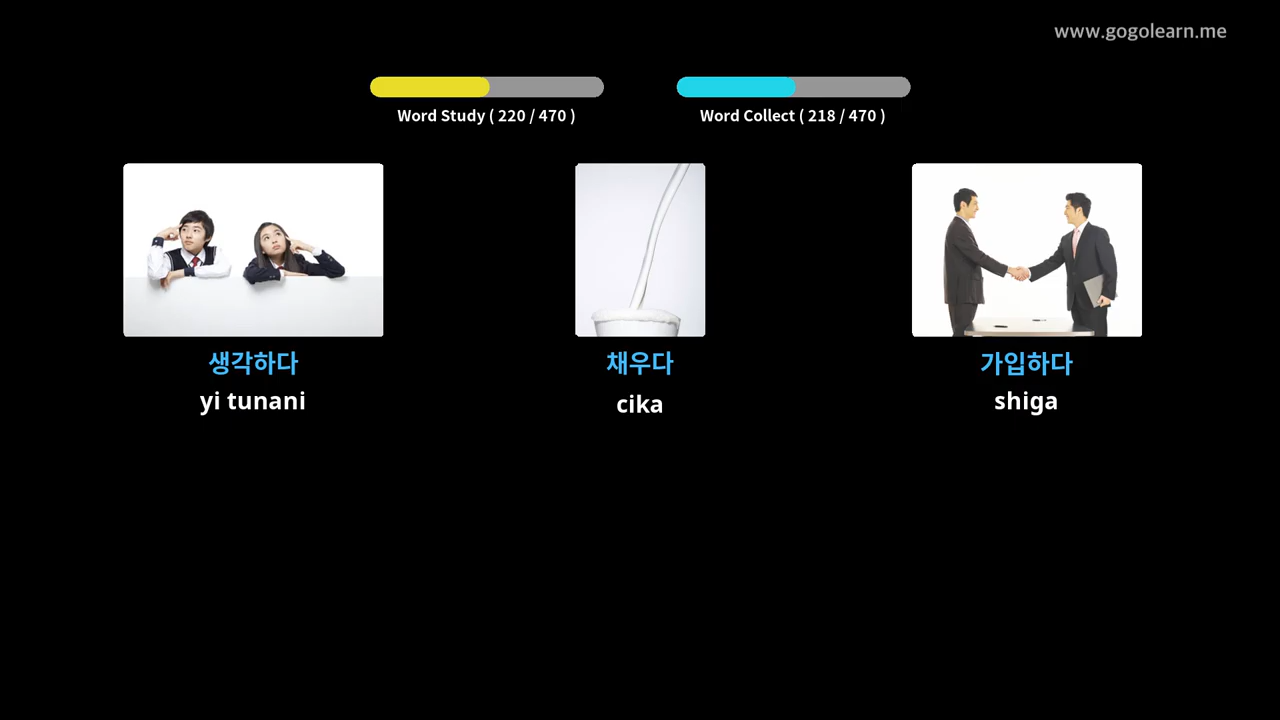 www.gogolearn.me
Word Study ( 220 / 470 )
Word Collect ( 218 / 470 )
생각하다
yi tunani
채우다
cika
가입하다
shiga